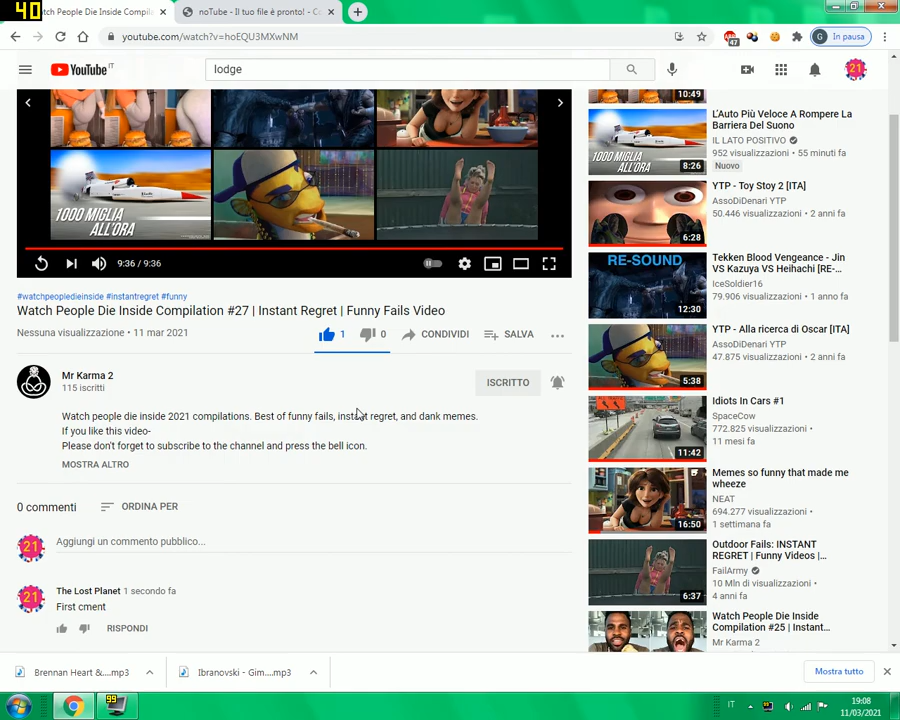 40
atch People Die Inside Compil
noTube - Il tuo file è pronto! - Co
youtube.com/watch?v=hoEQU3MXwNM
47
G
In pausa
YouTube IT
lodge
21
10:49
L'Auto Più Veloce A Rompere La
Barriera Del Suono
IL LATO POSITIVO
952 visualizzazioni • 55 minuti fa
Nuovo
1000 MIGLIA
ALL'ORA
8:26
1000 MIGLIA
ALL'ORA
YTP - Toy Stoy 2 [ITA]
AssoDiDenari YTP
50.446 visualizzazioni • 2 anni fa
6:28
RE-SOUND
Tekken Blood Vengeance - Jin
VS Kazuya VS Heihachi [RE-...
IceSoldier16
79.906 visualizzazioni • 1 anno fa
12:30
9:36 / 9:36
#watchpeopledieinside #instantregret #funny
Watch People Die Inside Compilation #27 | Instant Regret | Funny Fails Video
Nessuna visualizzazione • 11 mar 2021
1
0
CONDIVIDI
SALVA
YTP - Alla ricerca di Oscar [ITA]
AssoDiDenari YTP
47.875 visualizzazioni • 2 anni fa
5:38
Mr Karma 2
115 iscritti
ISCRITTO
Watch people die inside 2021 compilations. Best of funny fails, instant regret, and dank memes.
If you like this video-
Please don't forget to subscribe to the channel and press the bell icon.
MOSTRA ALTRO
Idiots In Cars #1
SpaceCow
772.825 visualizzazioni •
11 mesi fa
11:42
Memes so funny that made me
wheeze
NEAT
694.277 visualizzazioni •
1 settimana fa
16:50
0 commenti
ORDINA PER
21
Aggiungi un commento pubblico...
Outdoor Fails: INSTANT
REGRET | Funny Videos |...
FailArmy
10 Mln di visualizzazioni •
4 anni fa
6:37
21
The Lost Planet 1 secondo fa
First cment
RISPONDI
Watch People Die Inside
Compilation #25 | Instant...
Mr Karma 2
Brennan Heart &....mp3
Ibranovski - Gim....mp3
Mostra tutto
99
IT
19:08
11/03/2021